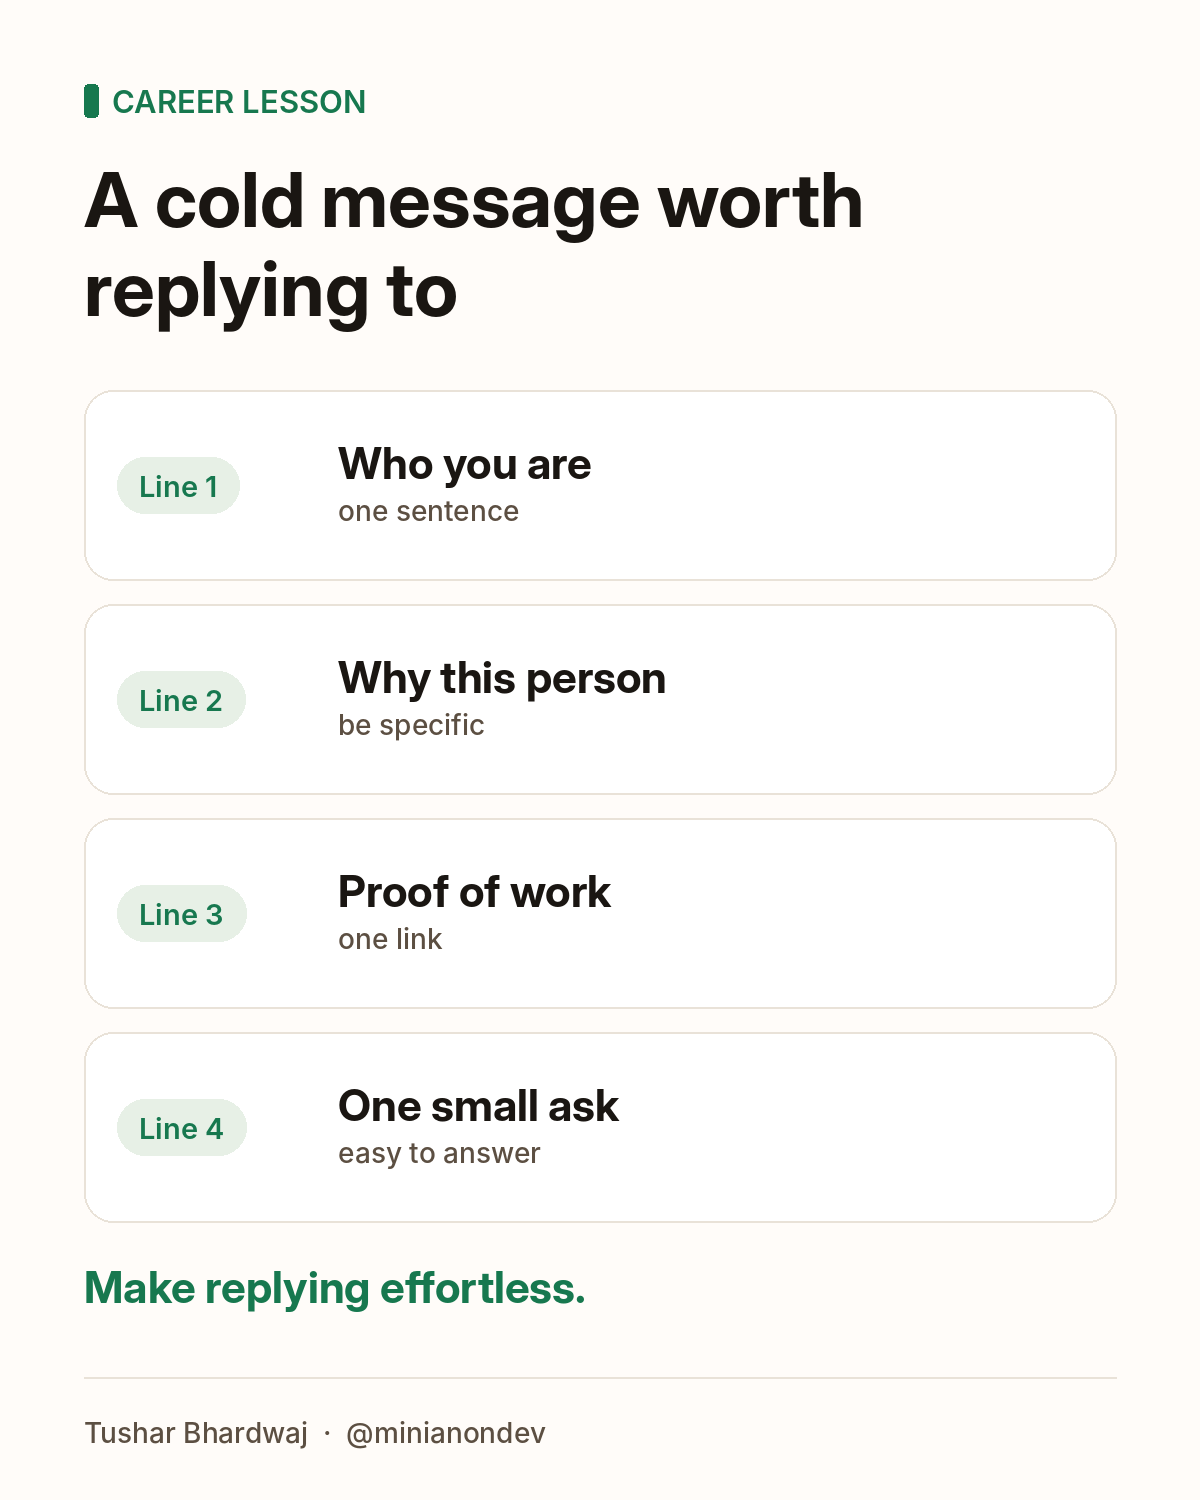 CAREER LESSON
A cold message worth
replying to
Line 1
Who you are
one sentence
Line 2
Why this person
be specific
Line 3
Proof of work
one link
Line 4
One small ask
easy to answer
Make replying effortless.
Tushar Bhardwaj · @minianondev